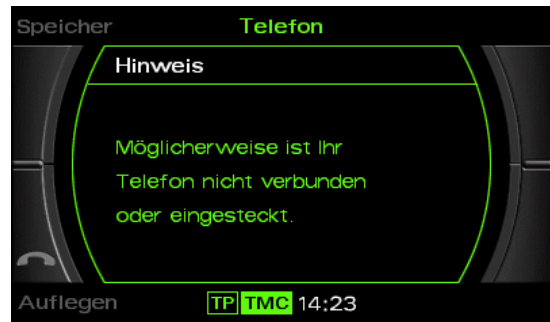 Speicher Telefon
Hinweis
Möglicherweise ist Ihr
Telefon nicht verbunden
oder eingesteckt.
Auflegen TP TMC 14:23